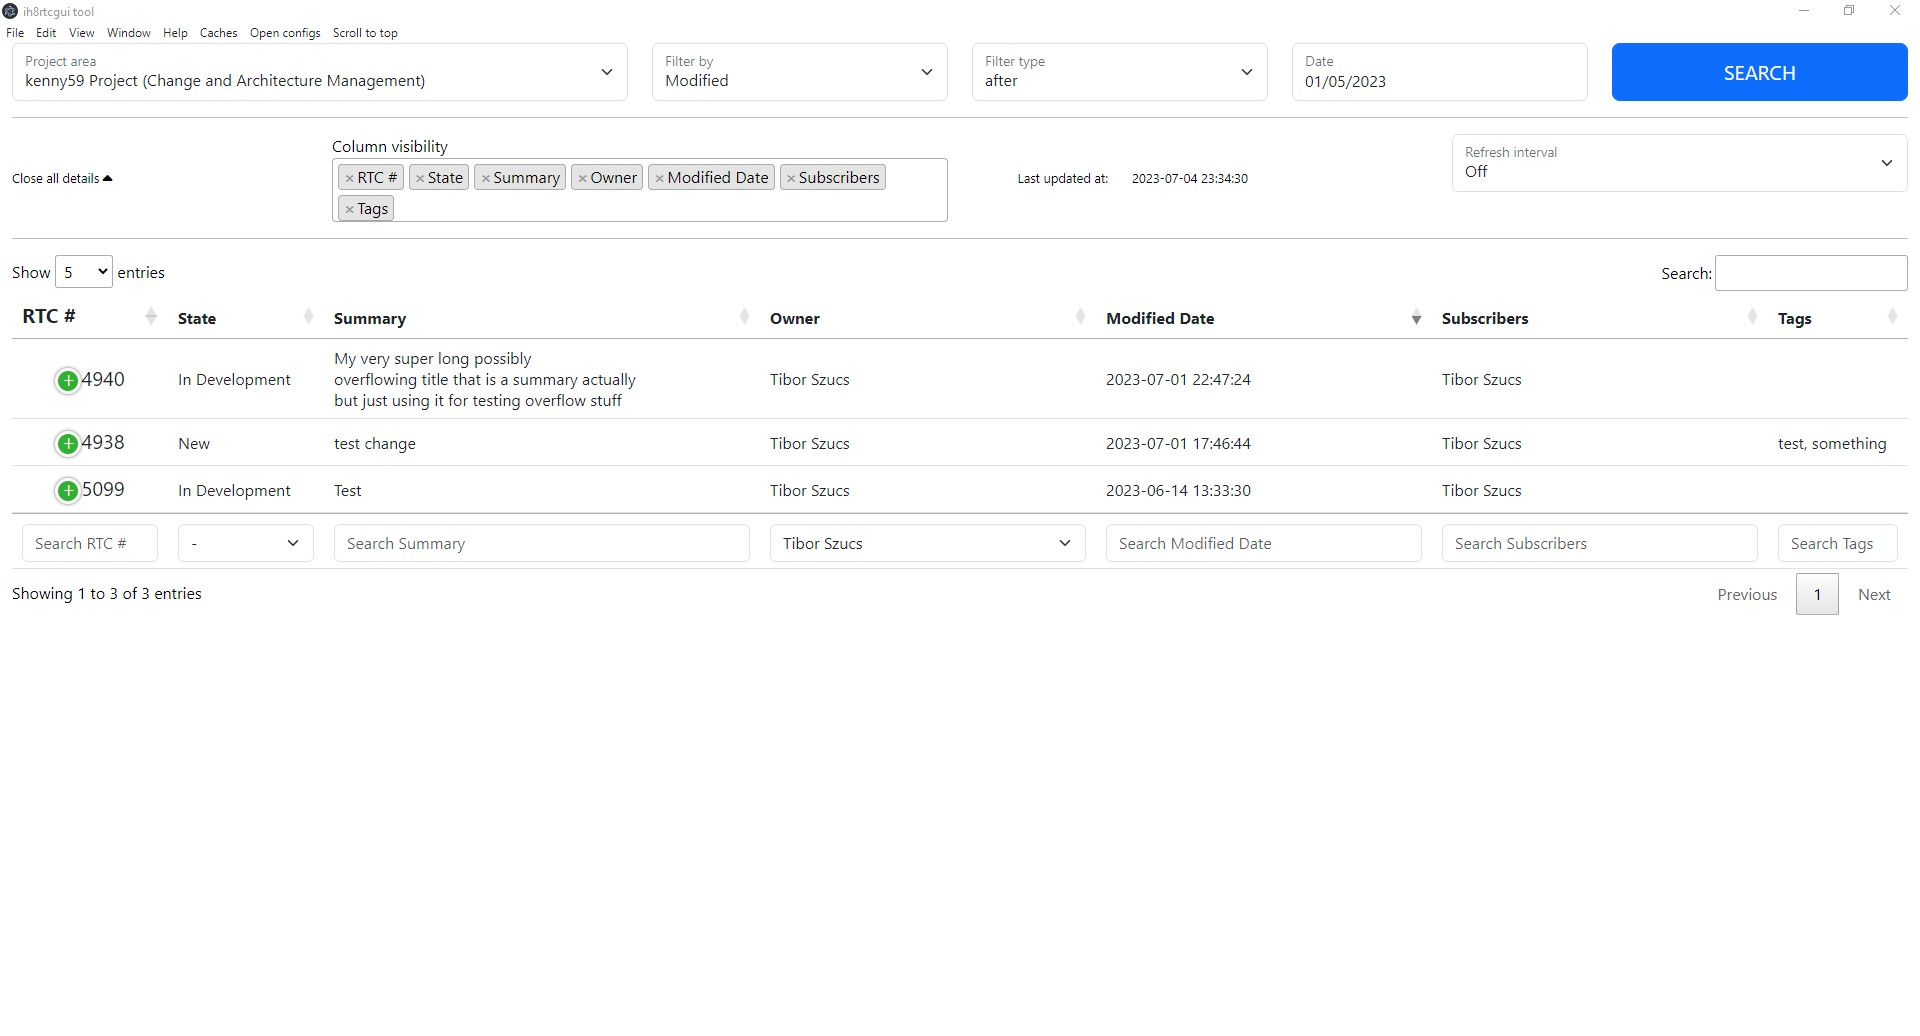 ih8rtcgui tool
File Edit View Window Help Caches Open configs Scroll to top
Project area
kenny59 Project (Change and Architecture Management)
Filter by
Modified
Filter type
after
Date
01/05/2023
SEARCH
Close all details
Column visibility
× RTC # × State × Summary × Owner × Modified Date × Subscribers
× Tags
Last updated at: 2023-07-04 23:34:30
Refresh interval
Off
Show 5 entries
Search:
RTC # State Summary Owner Modified Date Subscribers Tags
4940 In Development My very super long possibly
overflowing title that is a summary actually
but just using it for testing overflow stuff Tibor Szucs 2023-07-01 22:47:24 Tibor Szucs
4938 New test change Tibor Szucs 2023-07-01 17:46:44 Tibor Szucs test, something
5099 In Development Test Tibor Szucs 2023-06-14 13:33:30 Tibor Szucs
Search RTC # - Search Summary Tibor Szucs Search Modified Date Search Subscribers Search Tags
Showing 1 to 3 of 3 entries
Previous 1 Next